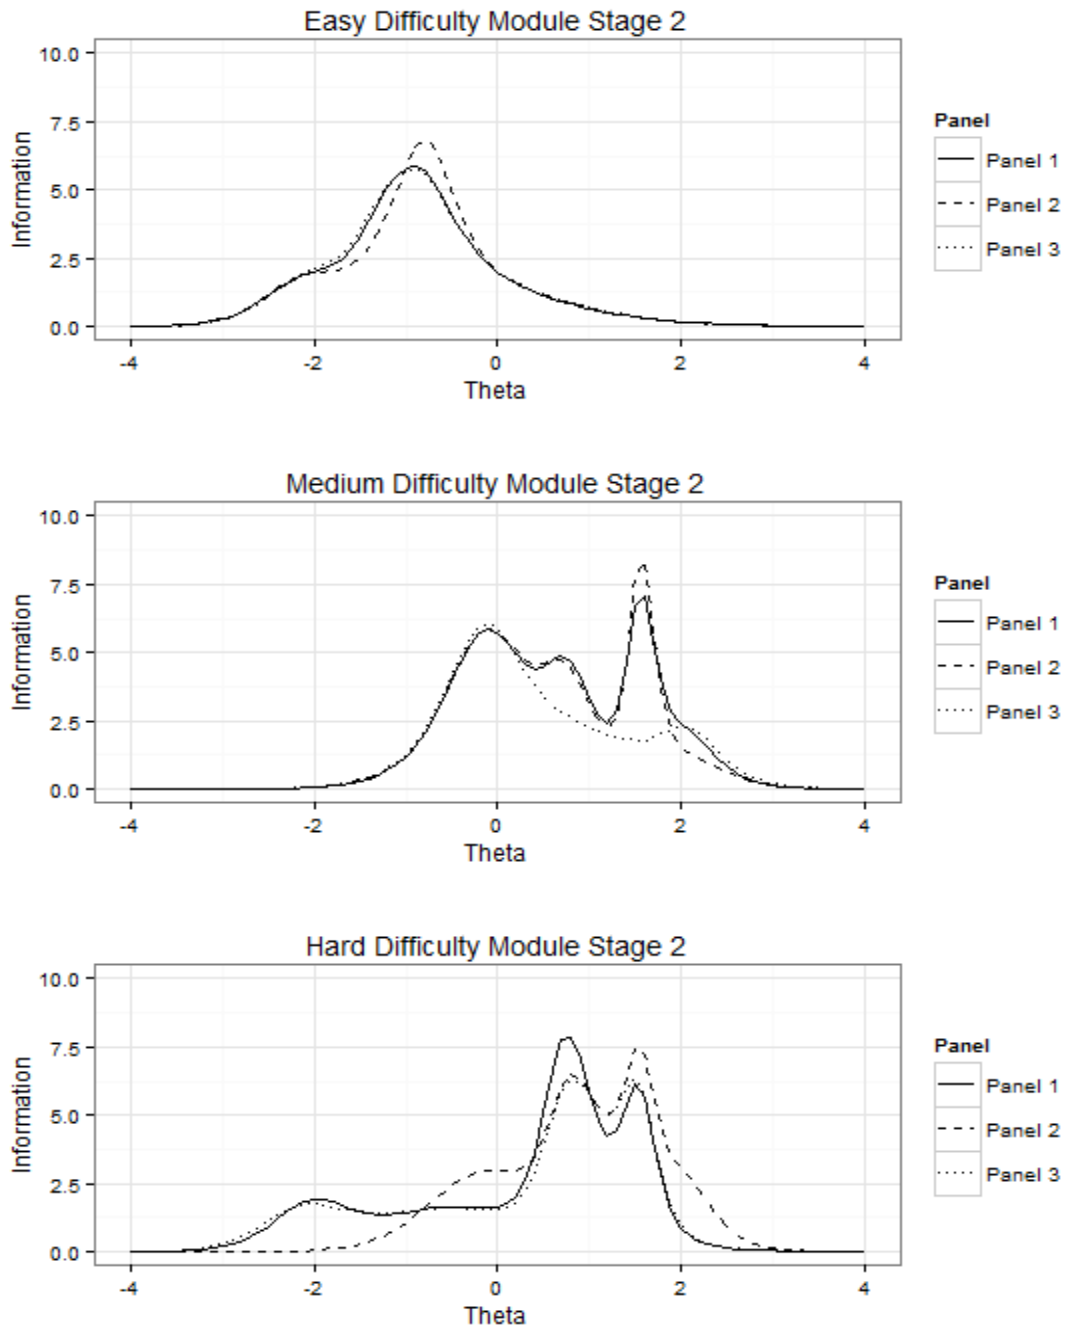 Easy Difficulty Module Stage 2
10.0
7.5
5.0
2.5
0.0
Information
-4 -2 0 2 4
Theta
Panel
Panel 1
Panel 2
Panel 3
Medium Difficulty Module Stage 2
10.0
7.5
5.0
2.5
0.0
Information
-4 -2 0 2 4
Theta
Panel
Panel 1
Panel 2
Panel 3
Hard Difficulty Module Stage 2
10.0
7.5
5.0
2.5
0.0
Information
-4 -2 0 2 4
Theta
Panel
Panel 1
Panel 2
Panel 3